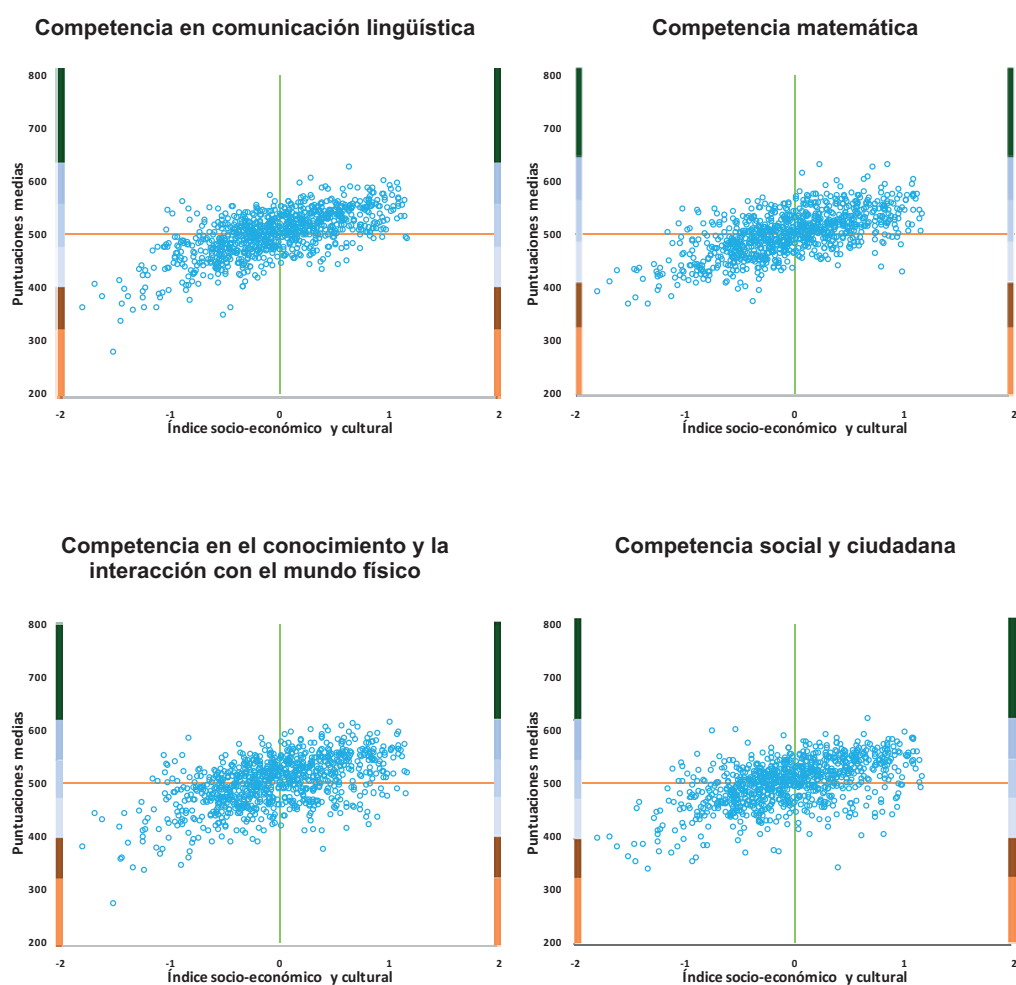 Competencia en comunicación lingüística
Puntuaciones medias
800
700
600
500
400
300
200
-2 -1 0 1 2
Índice socio-económico y cultural
Competencia matemática
Puntuaciones medias
800
700
600
500
400
300
200
-2 -1 0 1 2
Índice socio-económico y cultural
Competencia en el conocimiento y la
interacción con el mundo físico
Puntuaciones medias
800
700
600
500
400
300
200
-2 -1 0 1 2
Índice socio-económico y cultural
Competencia social y ciudadana
Puntuaciones medias
800
700
600
500
400
300
200
-2 -1 0 1 2
Índice socio-económico y cultural